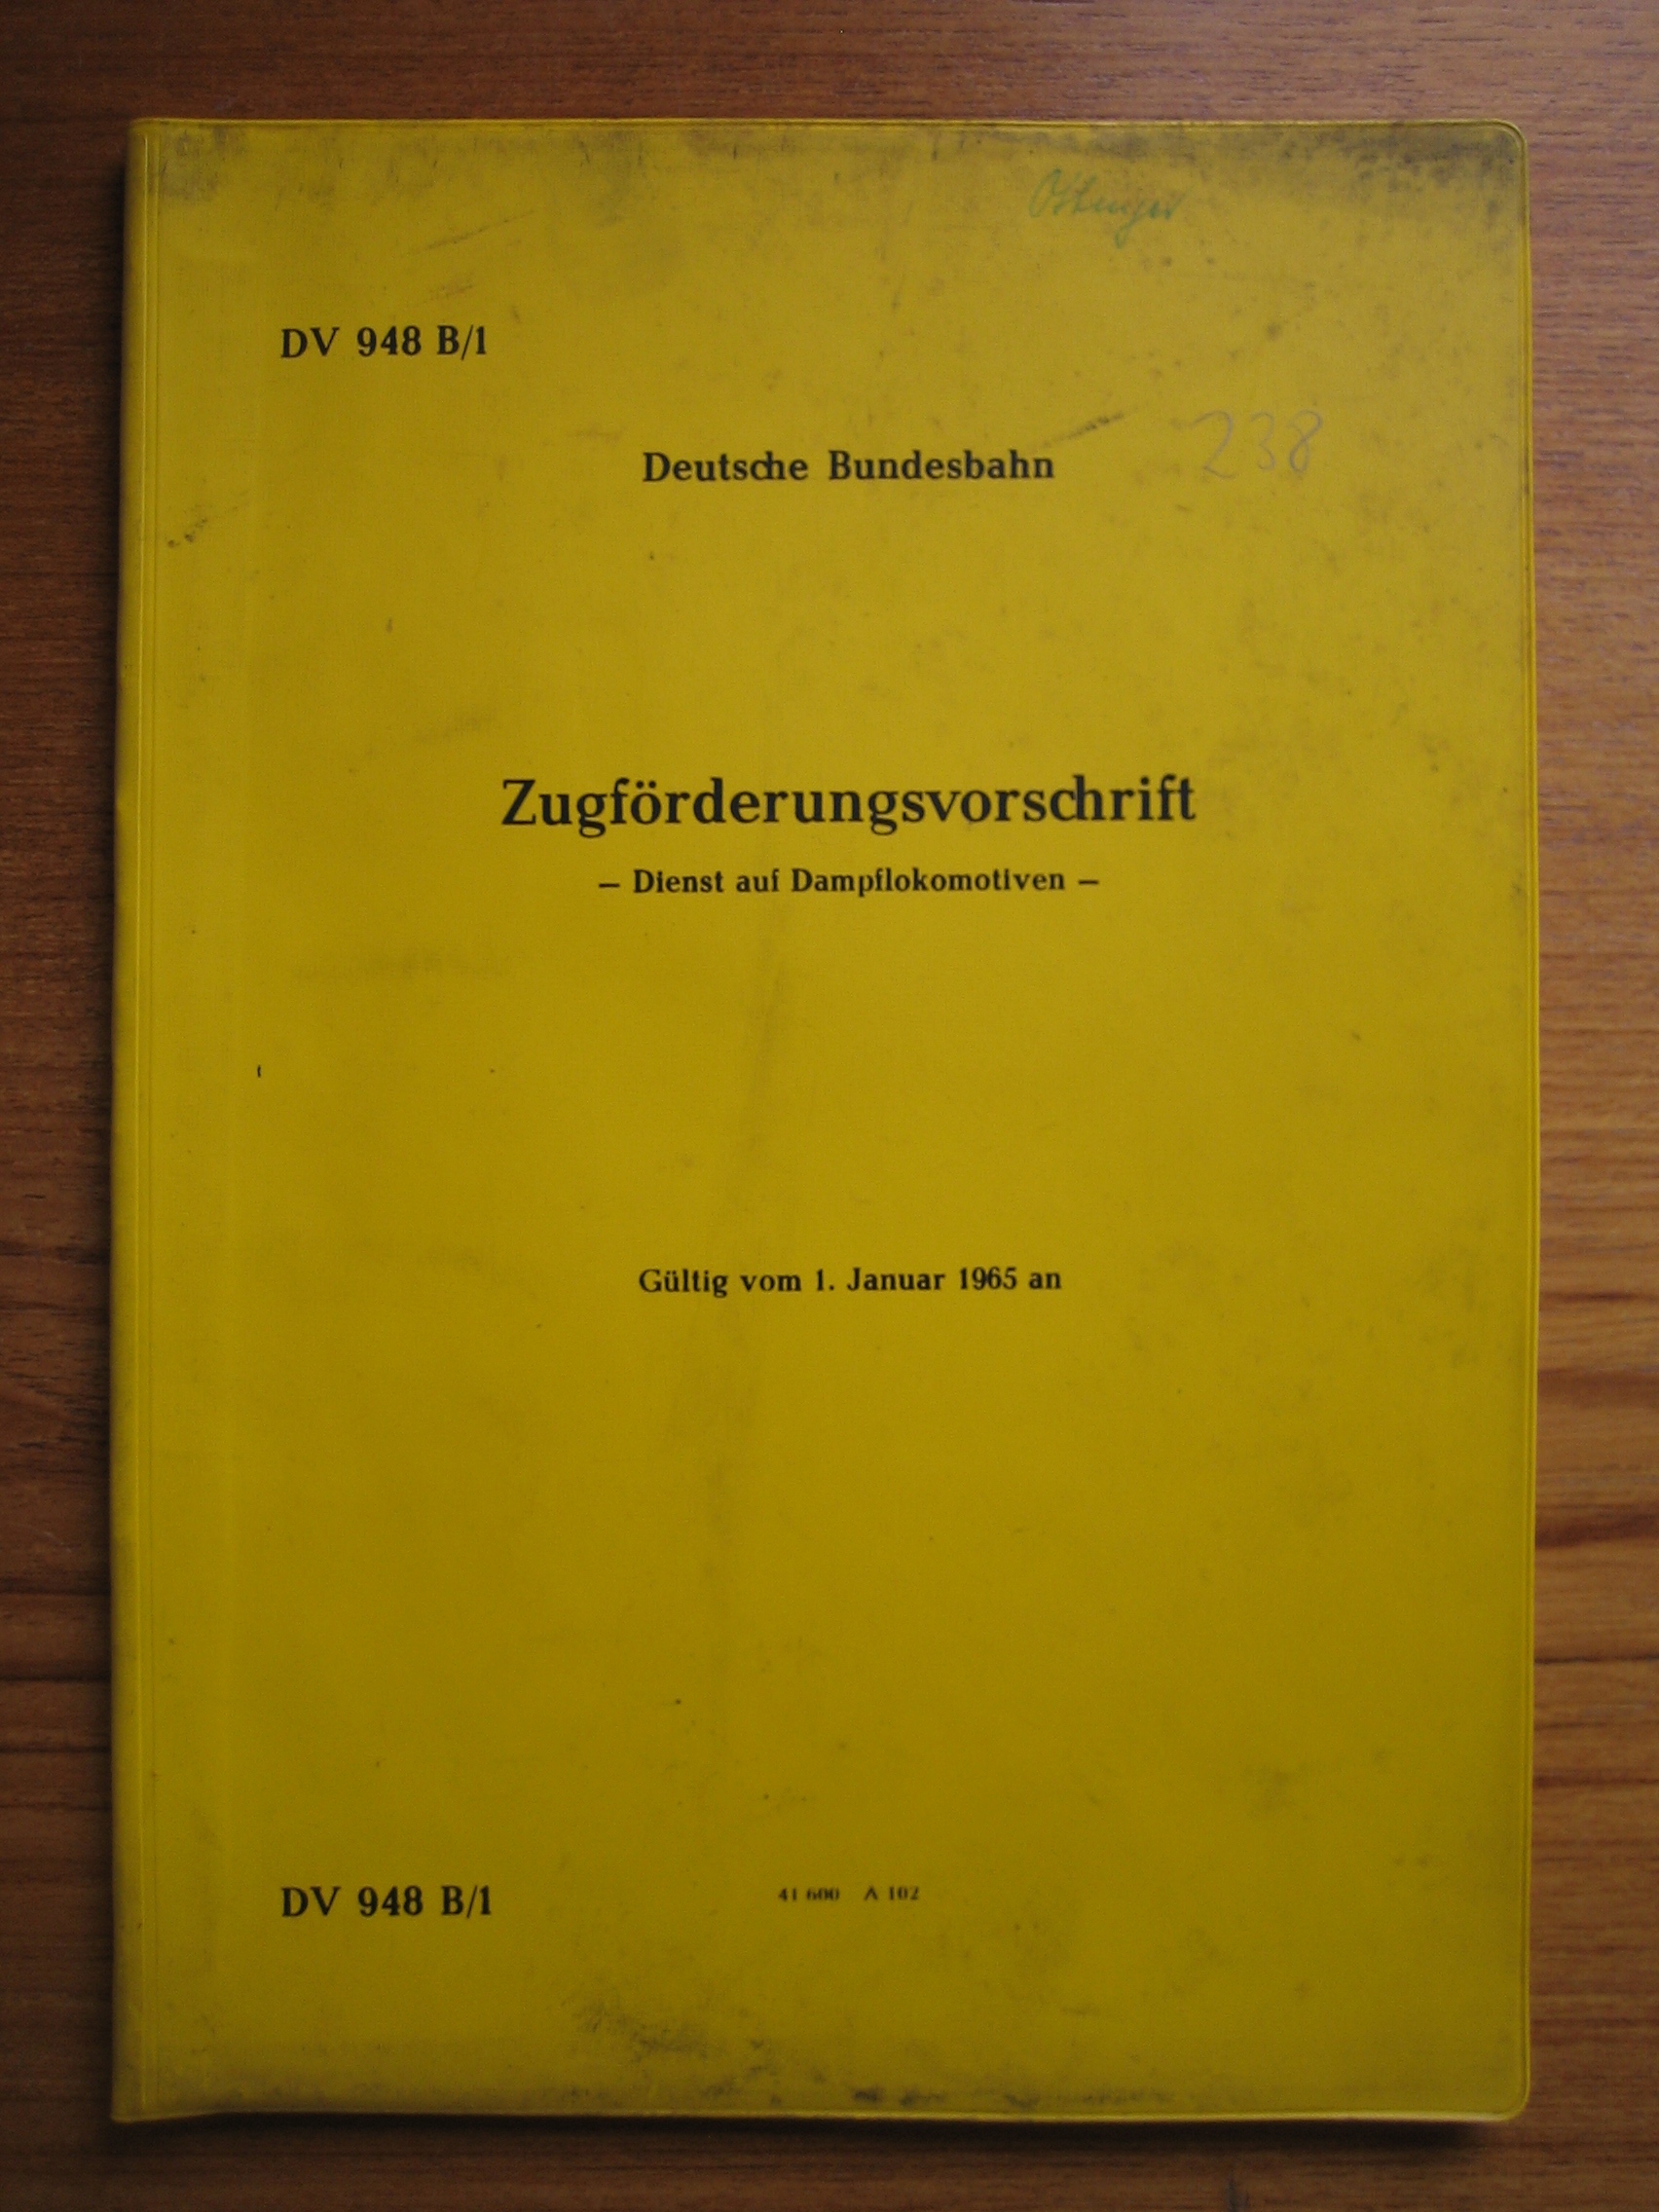 DV 948 B/1
Deutsche Bundesbahn
238
Zugförderungsvorschrift
– Dienst auf Dampflokomotiven –
Gültig vom 1. Januar 1965 an
DV 948 B/1
41 600 A 102